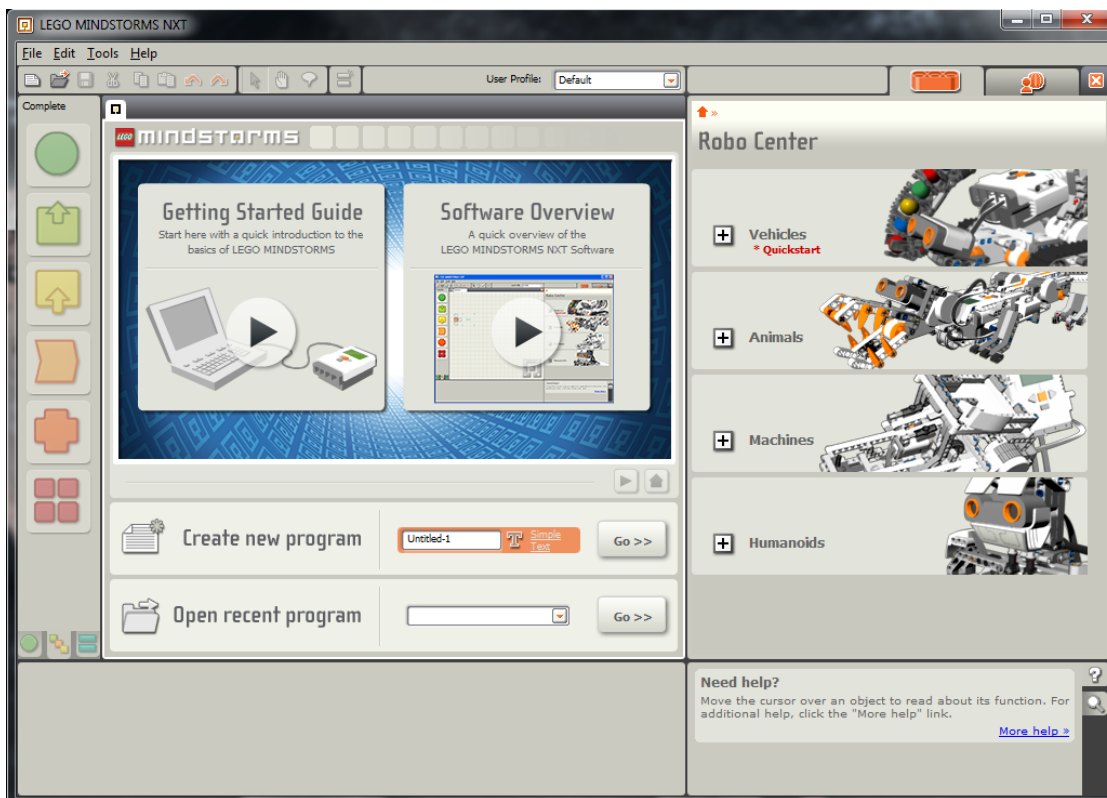 LEGO MINDSTORMS NXT
File Edit Tools Help
User Profile: Default
Complete
LEGO mindstorms
Getting Started Guide
Start here with a quick introduction to the
basics of LEGO MINDSTORMS
Software Overview
A quick overview of the
LEGO MINDSTORMS NXT Software
Create new program
Untitled-1
T Simple
Text
Go >>
Open recent program
Go >>
»
Robo Center
Vehicles
* Quickstart
Animals
Machines
Humanoids
Need help?
Move the cursor over an object to read about its function. For
additional help, click the "More help" link.
More help »